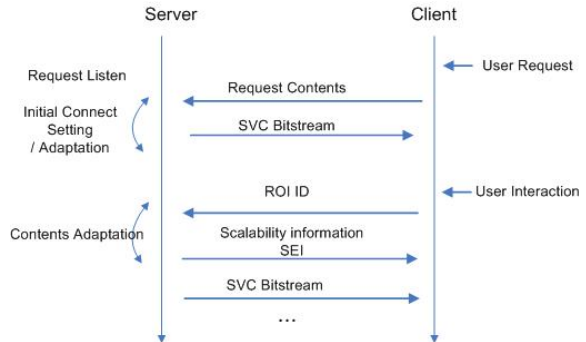 Server
Client
User Request
Request Listen
Request Contents
Initial Connect
Setting
/ Adaptation
SVC Bitstream
ROI ID
User Interaction
Contents Adaptation
Scalability information
SEI
SVC Bitstream
...